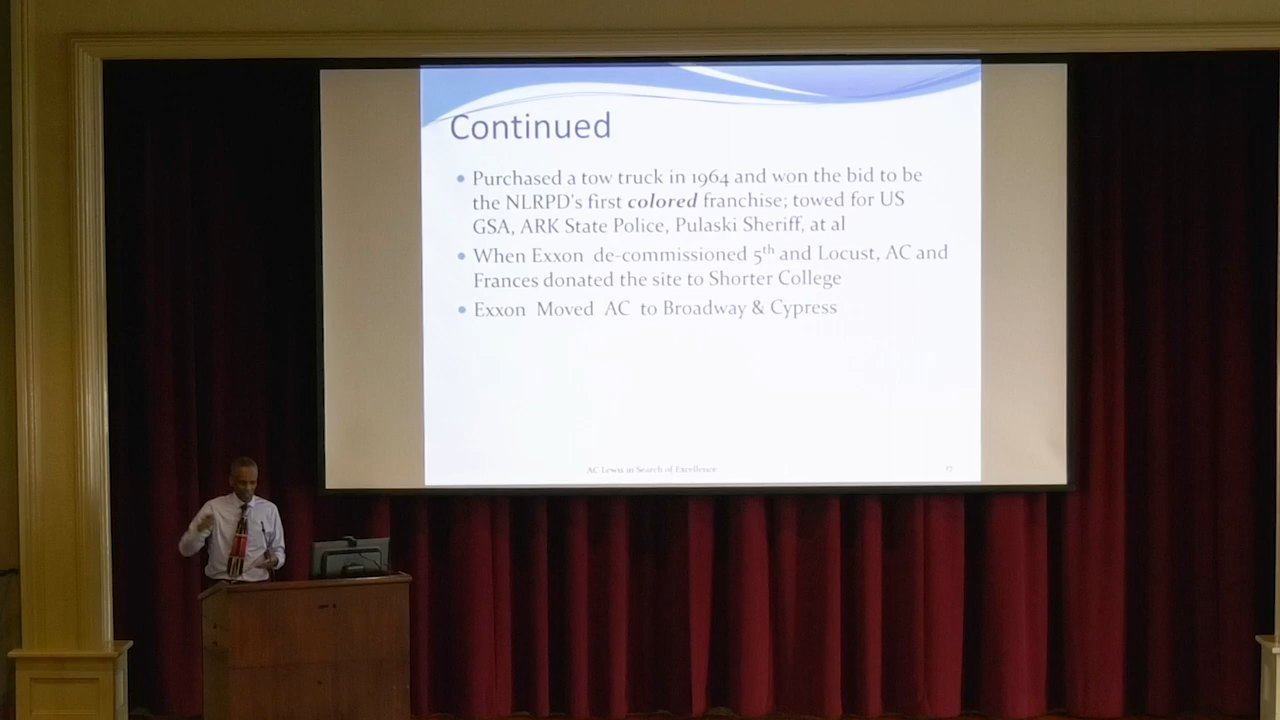 Continued
• Purchased a tow truck in 1964 and won the bid to be
the NLRPD's first colored franchise; towed for US
GSA, ARK State Police, Pulaski Sheriff, at al
• When Exxon de-commissioned 5th and Locust, AC and
Frances donated the site to Shorter College
• Exxon Moved AC to Broadway & Cypress
AC Lewis in Search of Excellence